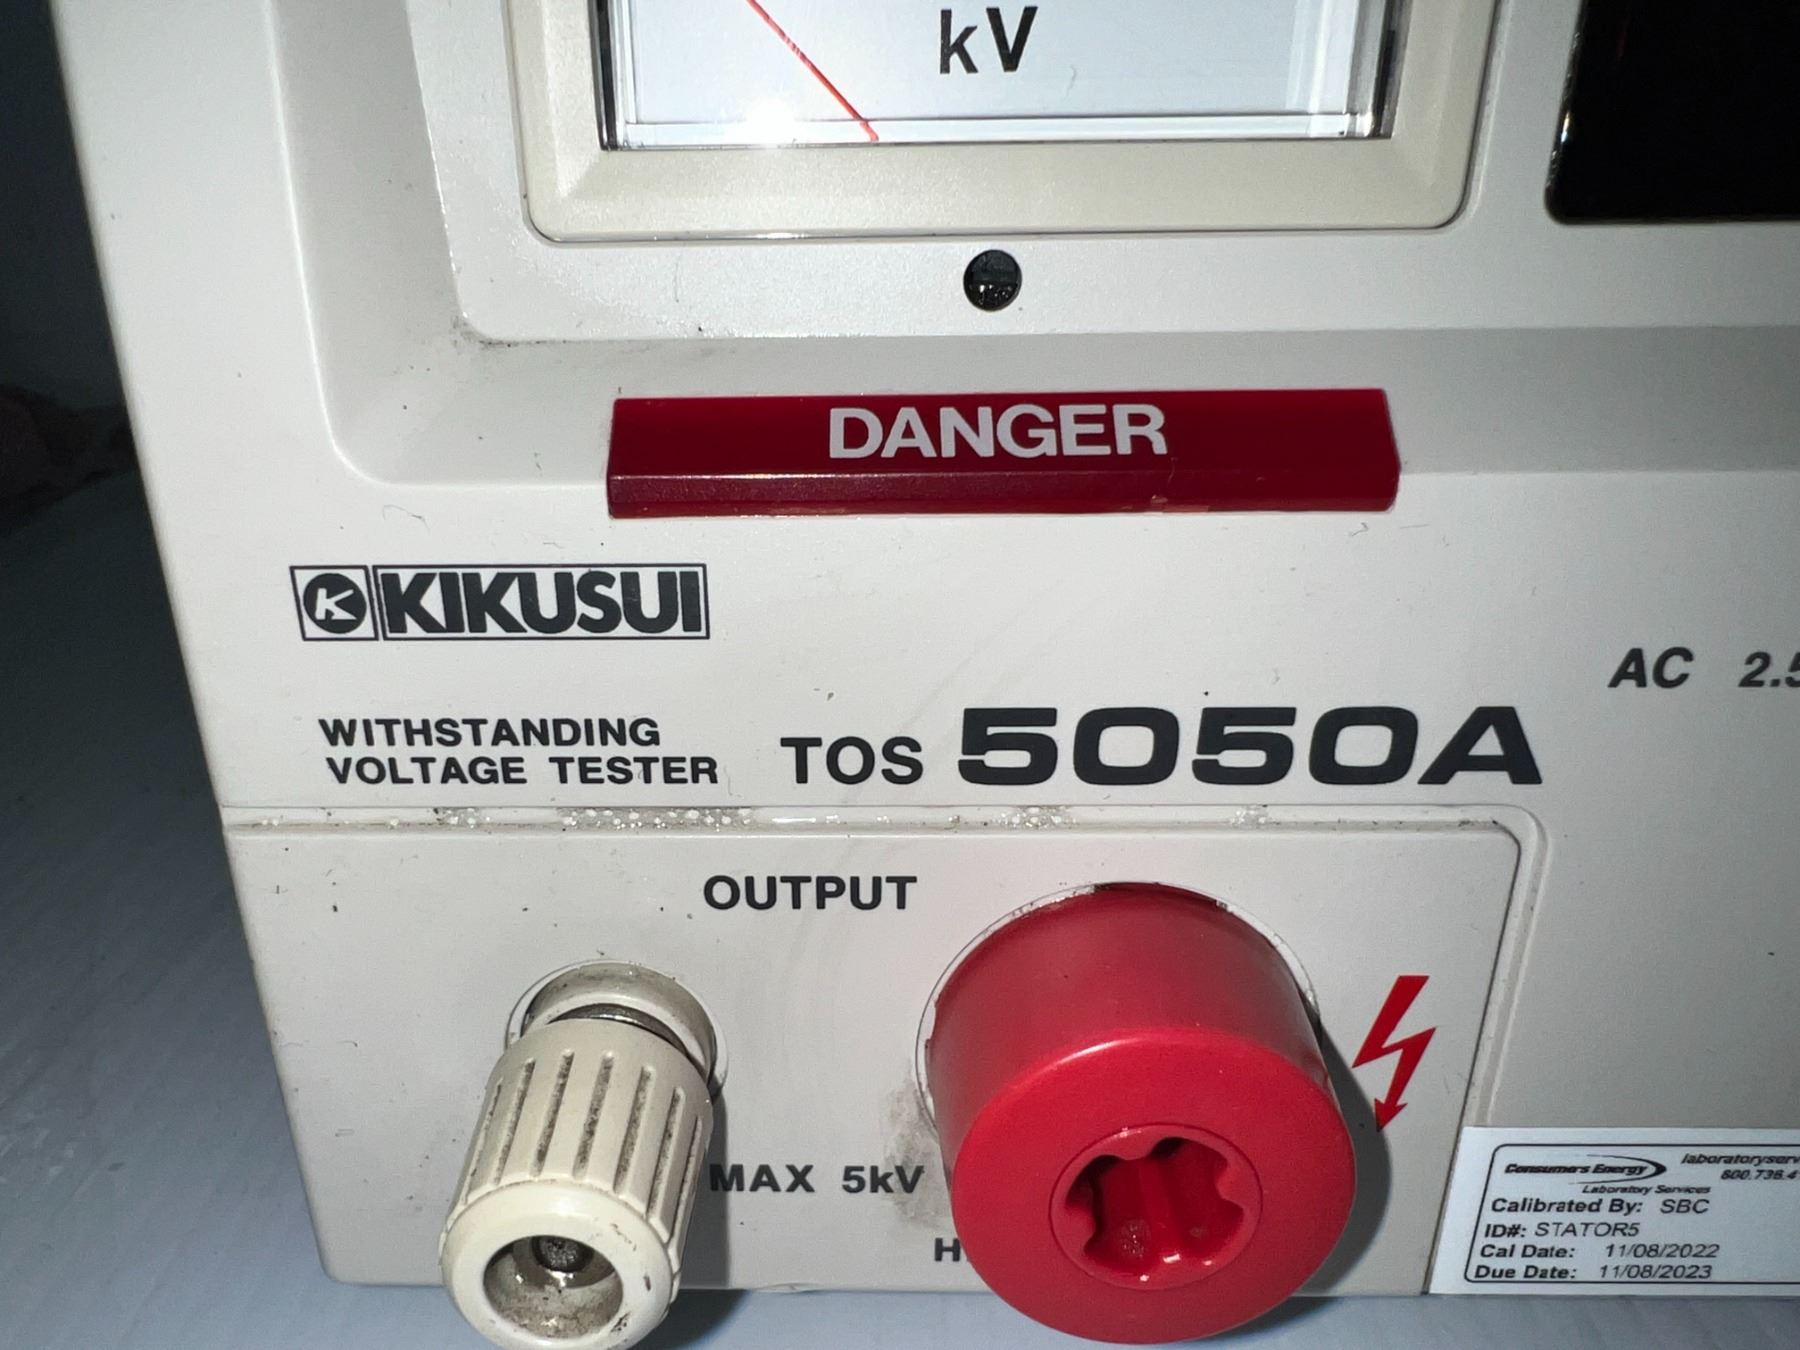 kV
DANGER
K KIKUSUI
AC 2.5
WITHSTANDING
VOLTAGE TESTER
TOS 5050A
OUTPUT
MAX 5kV
Consumers Energy
Laboratory Services
Calibrated By: SBC
ID#: STATOR5
Cal Date: 11/08/2022
Due Date: 11/08/2023